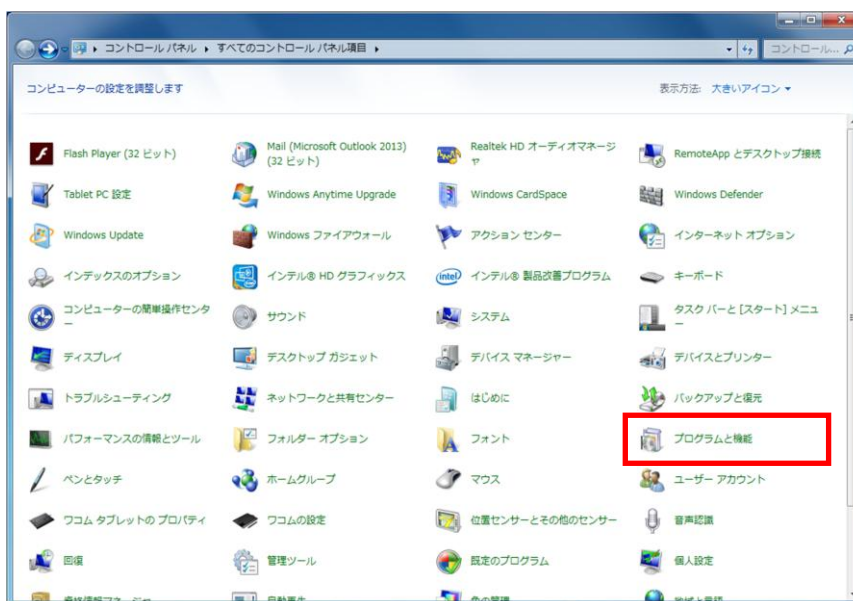 コントロール パネル ▸ すべてのコントロール パネル項目 ▸
コントロール...
コンピューターの設定を調整します
表示方法: 大きいアイコン
Flash Player (32 ビット)
Mail (Microsoft Outlook 2013)
(32 ビット)
Realtek HD オーディオマネージ
ャ
RemoteApp とデスクトップ接続
Tablet PC 設定
Windows Anytime Upgrade
Windows CardSpace
Windows Defender
Windows Update
Windows ファイアウォール
アクション センター
インターネット オプション
インデックスのオプション
インテル® HD グラフィックス
intel
インテル® 製品改善プログラム
キーボード
コンピューターの簡単操作センタ
ー
サウンド
システム
タスク バーと [スタート] メニュ
ー
ディスプレイ
デスクトップ ガジェット
デバイス マネージャー
デバイスとプリンター
トラブルシューティング
ネットワークと共有センター
はじめに
バックアップと復元
パフォーマンスの情報とツール
フォルダー オプション
フォント
プログラムと機能
ペンとタッチ
ホームグループ
マウス
ユーザー アカウント
ワコム タブレットの プロパティ
ワコムの設定
位置センサーとその他のセンサー
音声認識
回復
管理ツール
既定のプログラム
個人設定